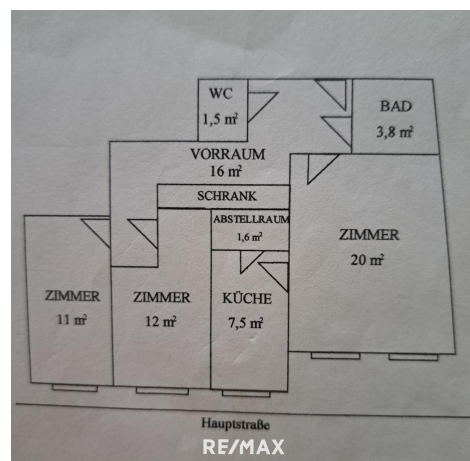 WC
1,5 m²
BAD
3,8 m²
VORRAUM
16 m²
SCHRANK
ABSTELLRAUM
1,6 m²
ZIMMER
20 m²
ZIMMER
11 m²
ZIMMER
12 m²
KÜCHE
7,5 m²
Hauptstraße
RE/MAX